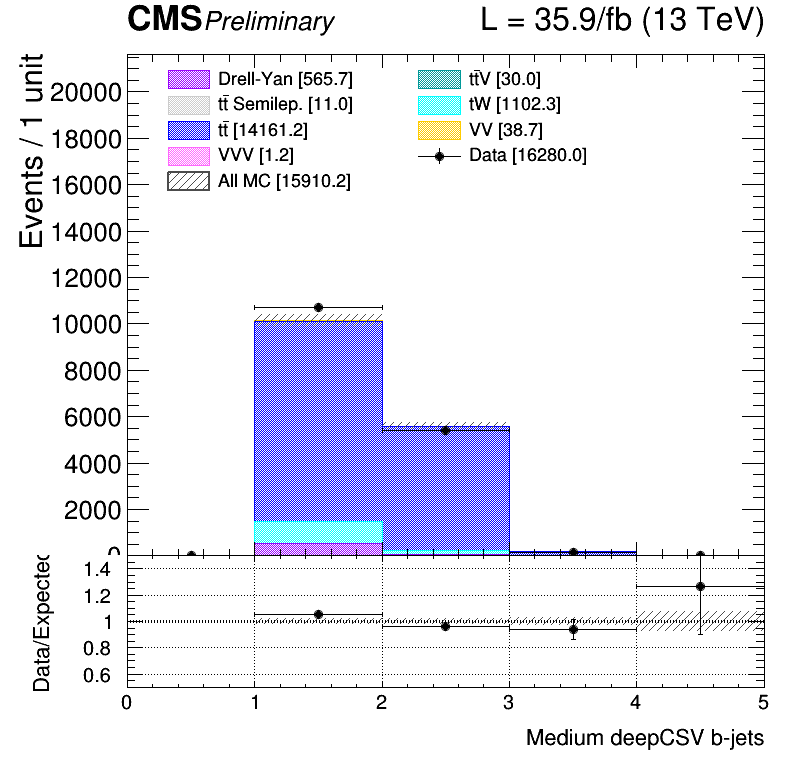 CMS Preliminary L = 35.9/fb (13 TeV)
Events / 1 unit
Drell-Yan [565.7]
tt̄ Semilep. [11.0]
tt̄ [14161.2]
VVV [1.2]
All MC [15910.2]
tt̄V [30.0]
tW [1102.3]
VV [38.7]
Data [16280.0]
20000
18000
16000
14000
12000
10000
8000
6000
4000
2000
0
Data/Expected
1.4
1.2
1
0.8
0.6
0 1 2 3 4 5
Medium deepCSV b-jets